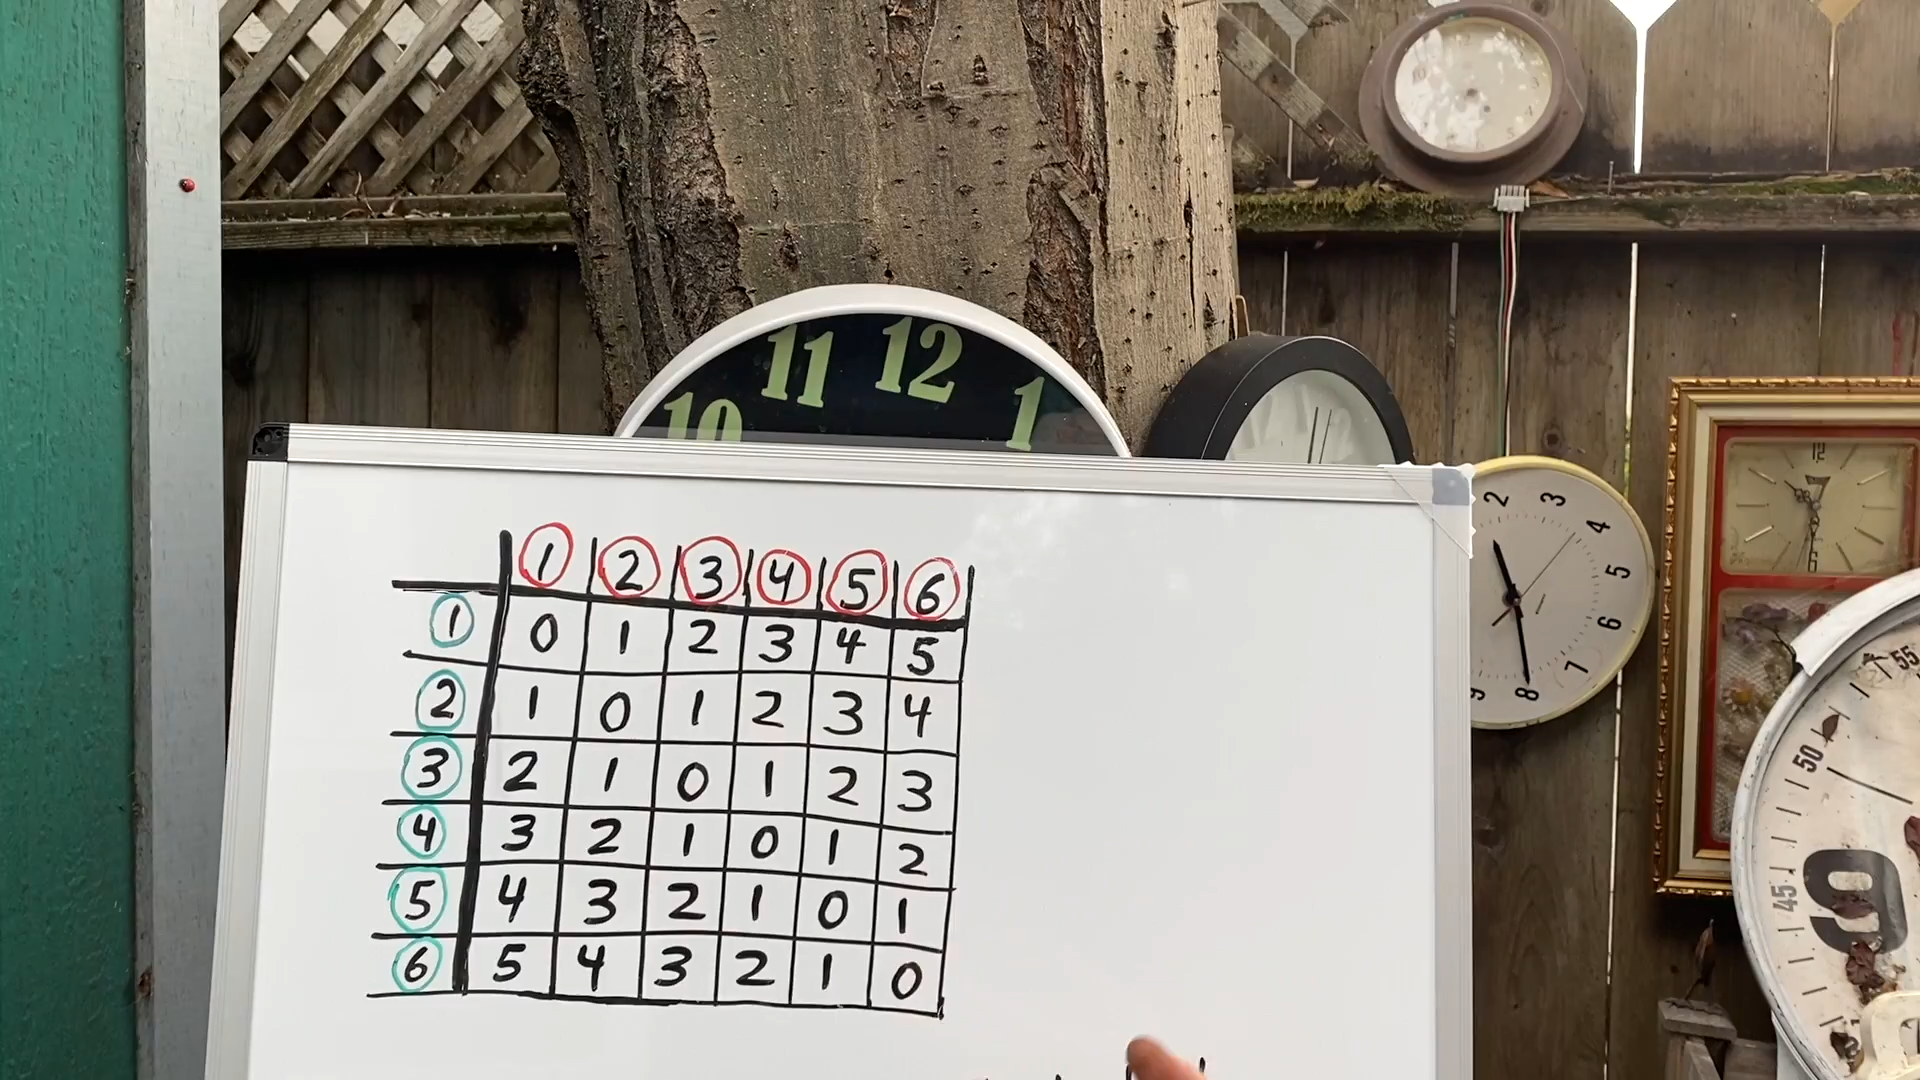 10 11 12 1
2 3 4 5 6 7 8 9
12
6
55
50
45
9
10
1 2 3 4 5 6
1 0 1 2 3 4 5
2 1 0 1 2 3 4
3 2 1 0 1 2 3
4 3 2 1 0 1 2
5 4 3 2 1 0 1
6 5 4 3 2 1 0